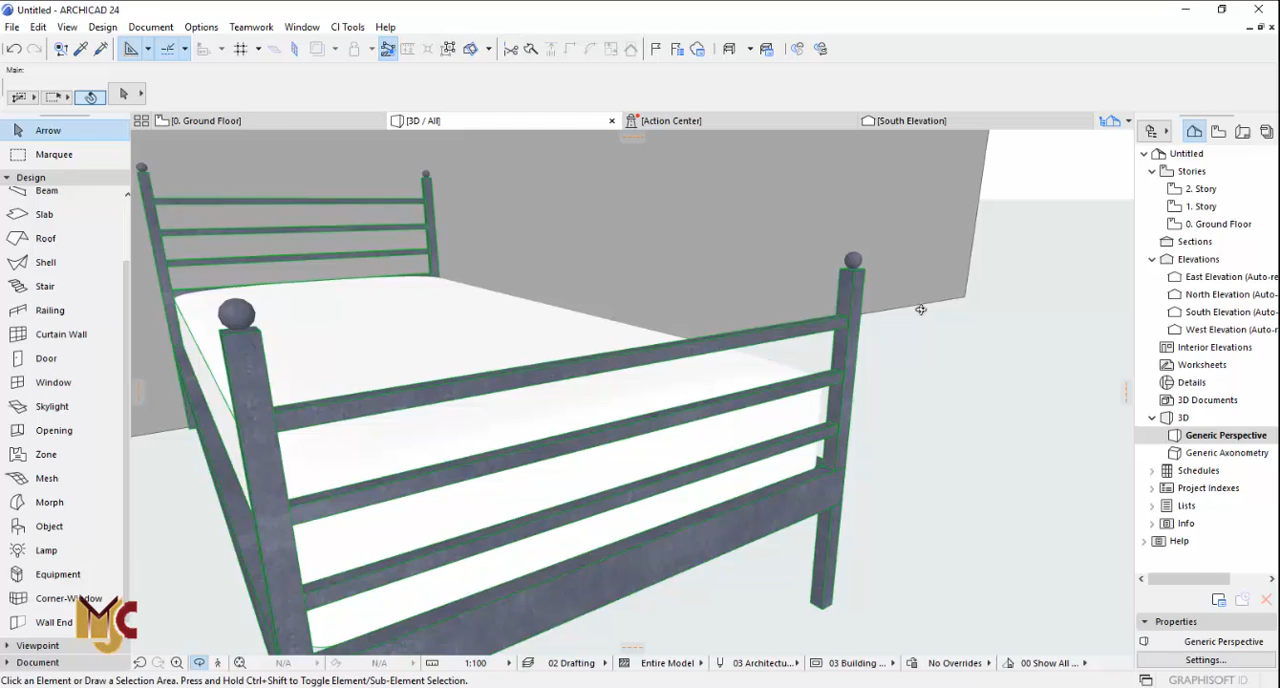 Untitled - ARCHICAD 24
File Edit View Design Document Options Teamwork Window CI Tools Help
Main:
[0. Ground Floor] [3D / All] [Action Center] [South Elevation]
Arrow
Marquee
Design
Beam
Slab
Roof
Shell
Stair
Railing
Curtain Wall
Door
Window
Skylight
Opening
Zone
Mesh
Morph
Object
Lamp
Equipment
Corner-Window
Wall End
Viewpoint
Document
MJC
Untitled
Stories
2. Story
1. Story
0. Ground Floor
Sections
Elevations
East Elevation (Auto-re
North Elevation (Auto-r
South Elevation (Auto-r
West Elevation (Auto-re
Interior Elevations
Worksheets
Details
3D Documents
3D
Generic Perspective
Generic Axonometry
Schedules
Project Indexes
Lists
Info
Help
Properties
Generic Perspective
Settings...
N/A N/A 1:100 02 Drafting Entire Model 03 Architectu... 03 Building ... No Overrides 00 Show All ...
Click an Element or Draw a Selection Area. Press and Hold Ctrl+Shift to Toggle Element/Sub-Element Selection.
GRAPHISOFT ID